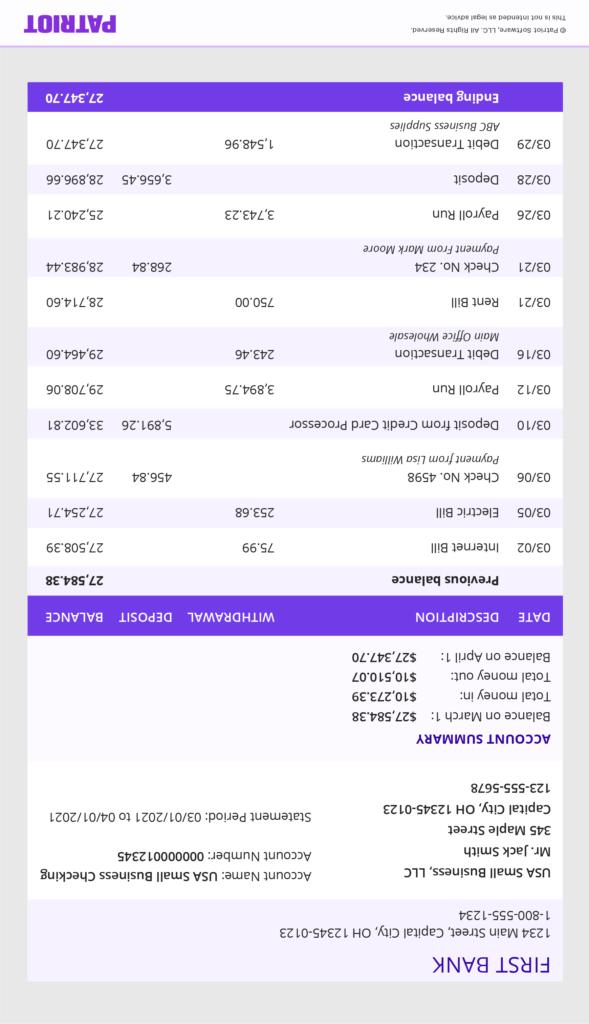 FIRST BANK
1234 Main Street, Capital City, OH 12345-0123
1-800-555-1234
USA Small Business, LLC
Mr. Jack Smith
345 Maple Street
Capital City, OH 12345-0123
123-555-5678
Account Name: USA Small Business Checking
Account Number: 000000012345
Statement Period: 03/01/2021 to 04/01/2021
ACCOUNT SUMMARY
Balance on March 1: $27,584.38
Total money in: $10,273.39
Total money out: $10,510.07
Balance on April 1: $27,347.70
DATE DESCRIPTION WITHDRAWAL DEPOSIT BALANCE
Previous balance 27,584.38
03/02 Internet Bill 75.99 27,508.39
03/05 Electric Bill 253.68 27,254.71
03/06 Check No. 4598 456.84 27,711.55
Payment from Lisa Williams
03/10 Deposit from Credit Card Processor 5,891.26 33,602.81
03/12 Payroll Run 3,894.75 29,708.06
03/16 Debit Transaction 243.46 29,464.60
Main Office Wholesale
03/21 Rent Bill 750.00 28,714.60
03/21 Check No. 234 268.84 28,983.44
Payment From Mark Moore
03/26 Payroll Run 3,743.23 25,240.21
03/28 Deposit 3,656.45 28,896.66
03/29 Debit Transaction 1,548.96 27,347.70
ABC Business Supplies
Ending balance 27,347.70
© Patriot Software, LLC. All Rights Reserved.
This is not intended as legal advice.
PATRIOT